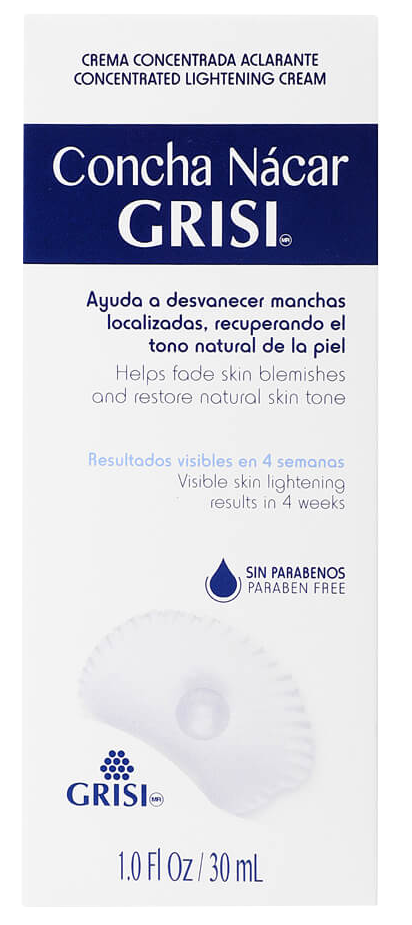 CREMA CONCENTRADA ACLARANTE
CONCENTRATED LIGHTENING CREAM
Concha Nácar
GRISI MR
Ayuda a desvanecer manchas
localizadas, recuperando el
tono natural de la piel
Helps fade skin blemishes
and restore natural skin tone
Resultados visibles en 4 semanas
Visible skin lightening
results in 4 weeks
SIN PARABENOS
PARABEN FREE
GRISI MR
1.0 Fl Oz / 30 mL